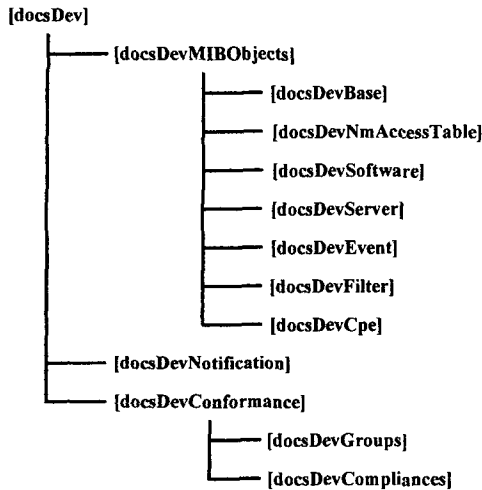 [docsDev]
[docsDevMIBObjects]
[docsDevBase]
[docsDevNmAccessTable]
[docsDevSoftware]
[docsDevServer]
[docsDevEvent]
[docsDevFilter]
[docsDevCpe]
[docsDevNotification]
[docsDevConformance]
[docsDevGroups]
[docsDevCompliances]